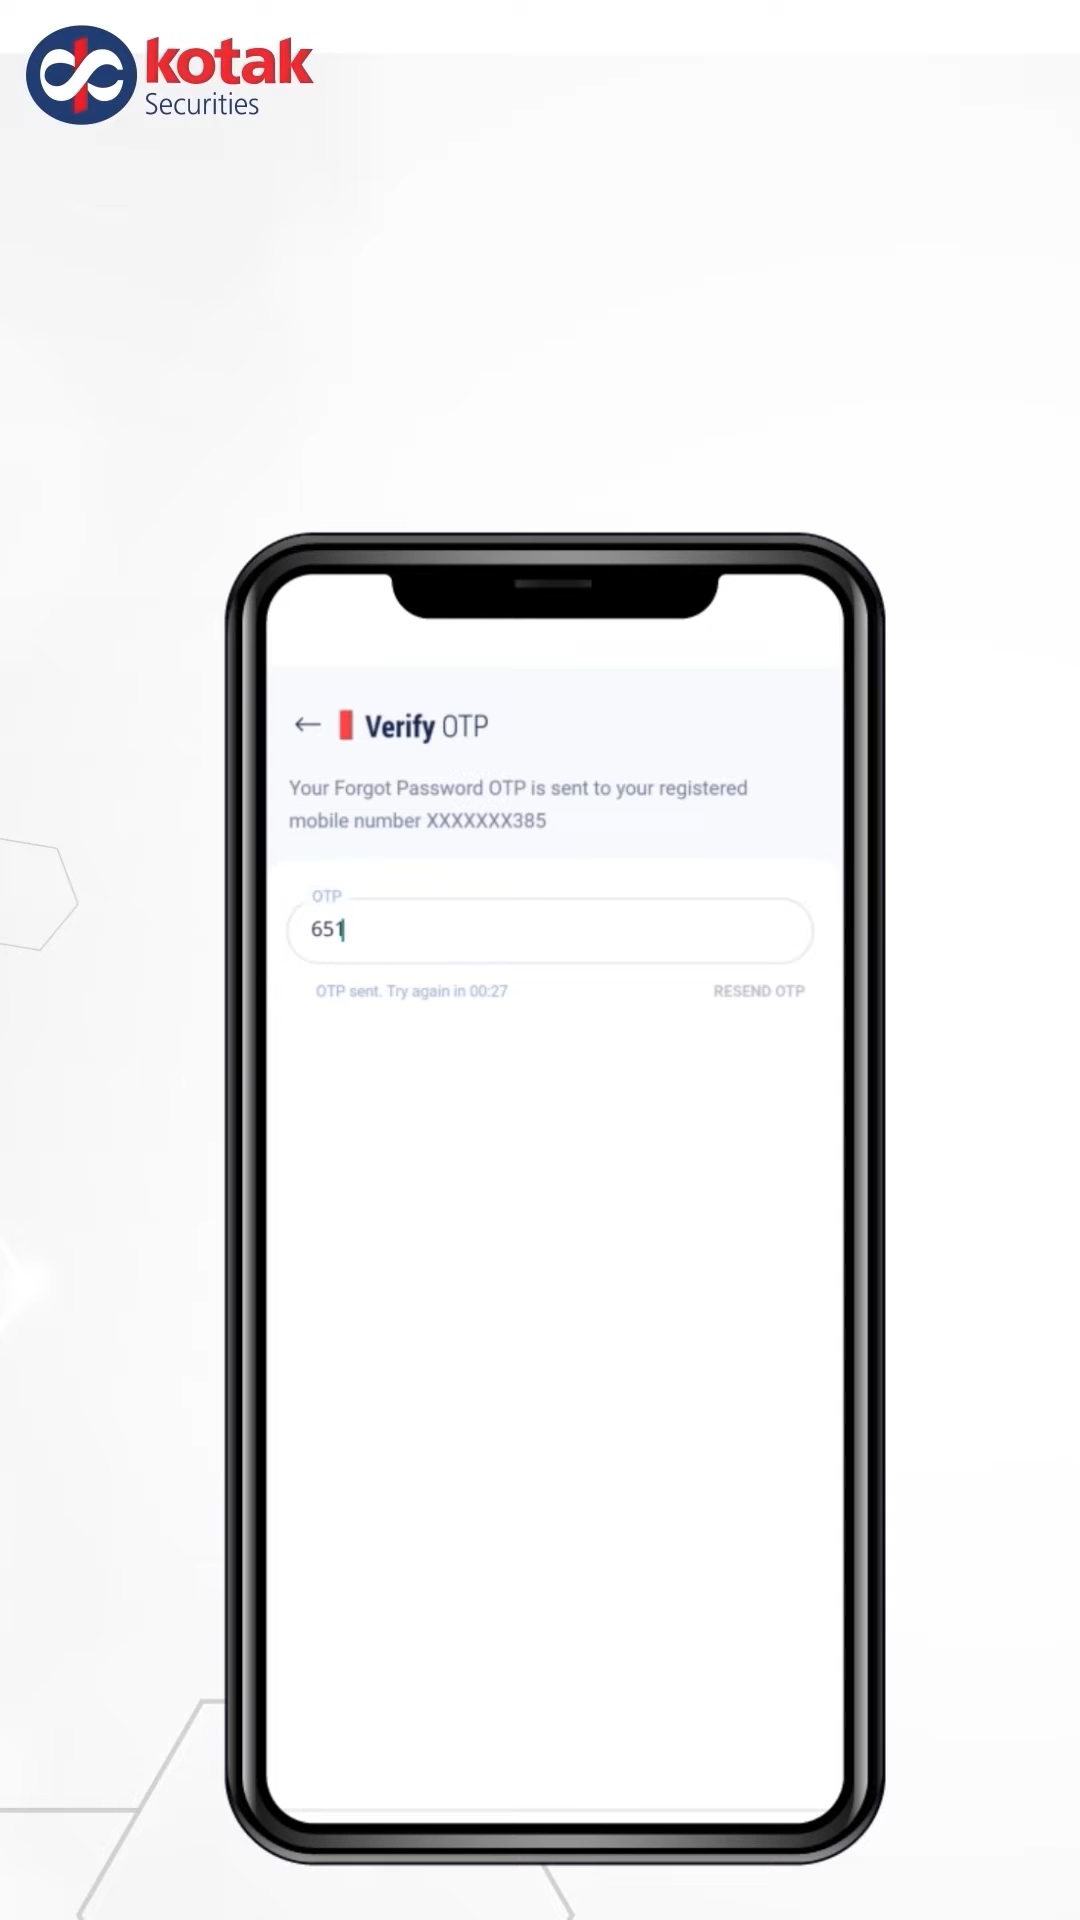 kotak
Securities
Verify OTP
Your Forgot Password OTP is sent to your registered
mobile number XXXXXXX385
OTP
651
OTP sent. Try again in 00:27
RESEND OTP